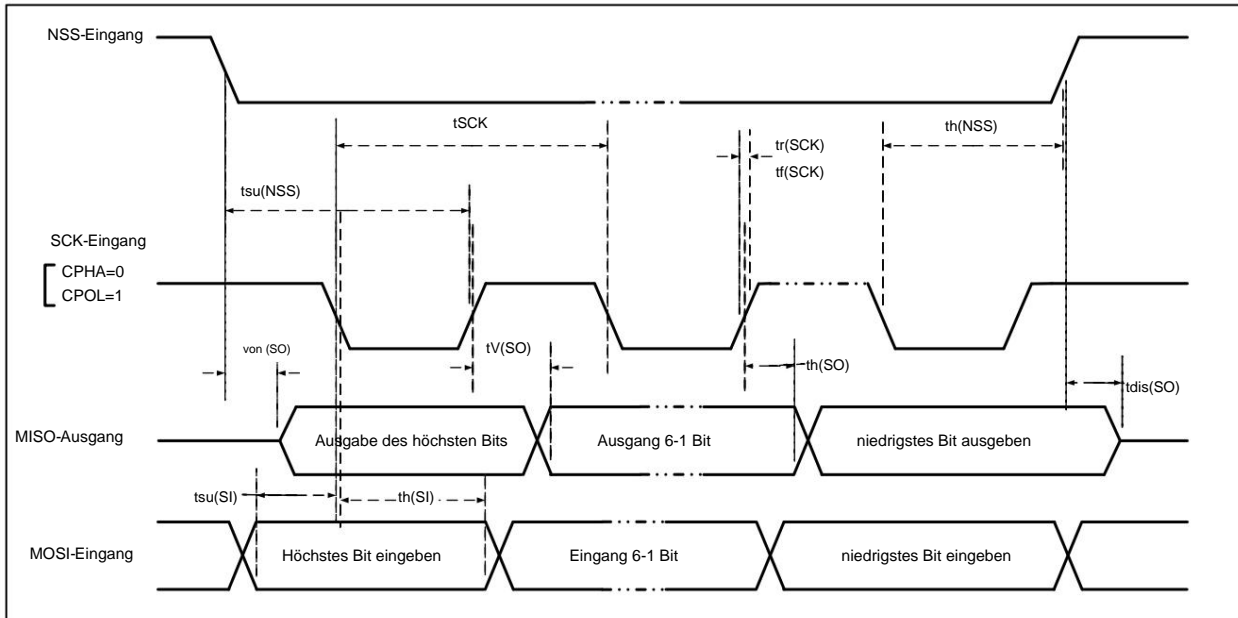 NSS-Eingang
tSCK
th(NSS)
tr(SCK)
tf(SCK)
tsu(NSS)
SCK-Eingang
CPHA=0
CPOL=1
von (SO)
tV(SO)
th(SO)
tdis(SO)
MISO-Ausgang
Ausgabe des höchsten Bits
Ausgang 6-1 Bit
niedrigstes Bit ausgeben
tsu(SI)
th(SI)
MOSI-Eingang
Höchstes Bit eingeben
Eingang 6-1 Bit
niedrigstes Bit eingeben